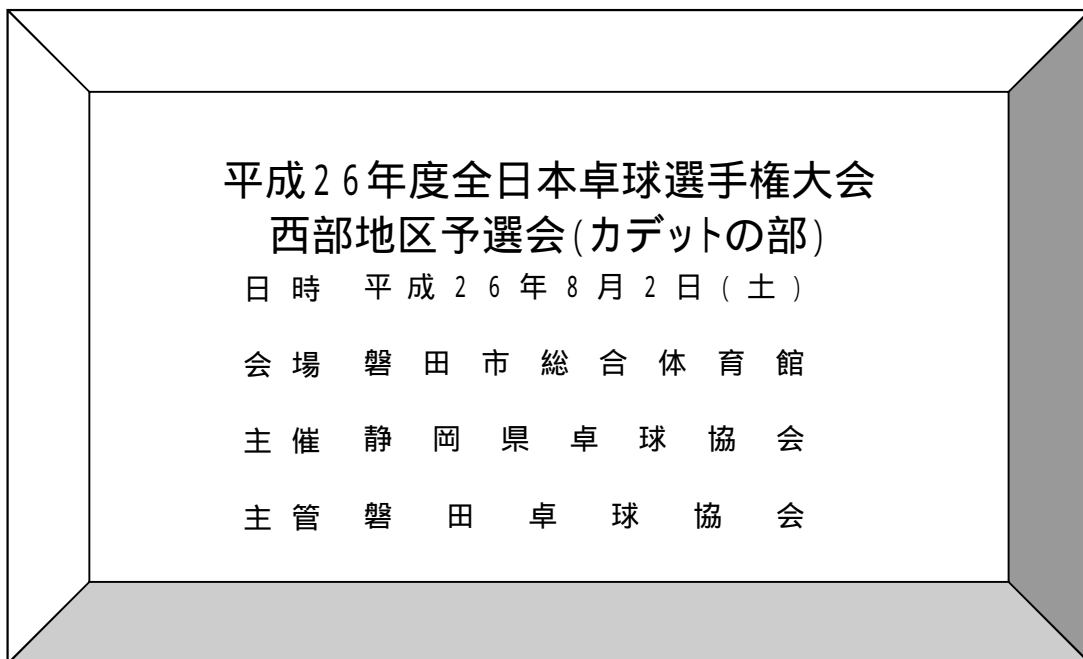 平成26年度全日本卓球選手権大会
西部地区予選会(カデットの部)
日時 平成26年8月2日(土)
会場 磐田市総合体育館
主催 静岡県卓球協会
主管 磐田卓球協会